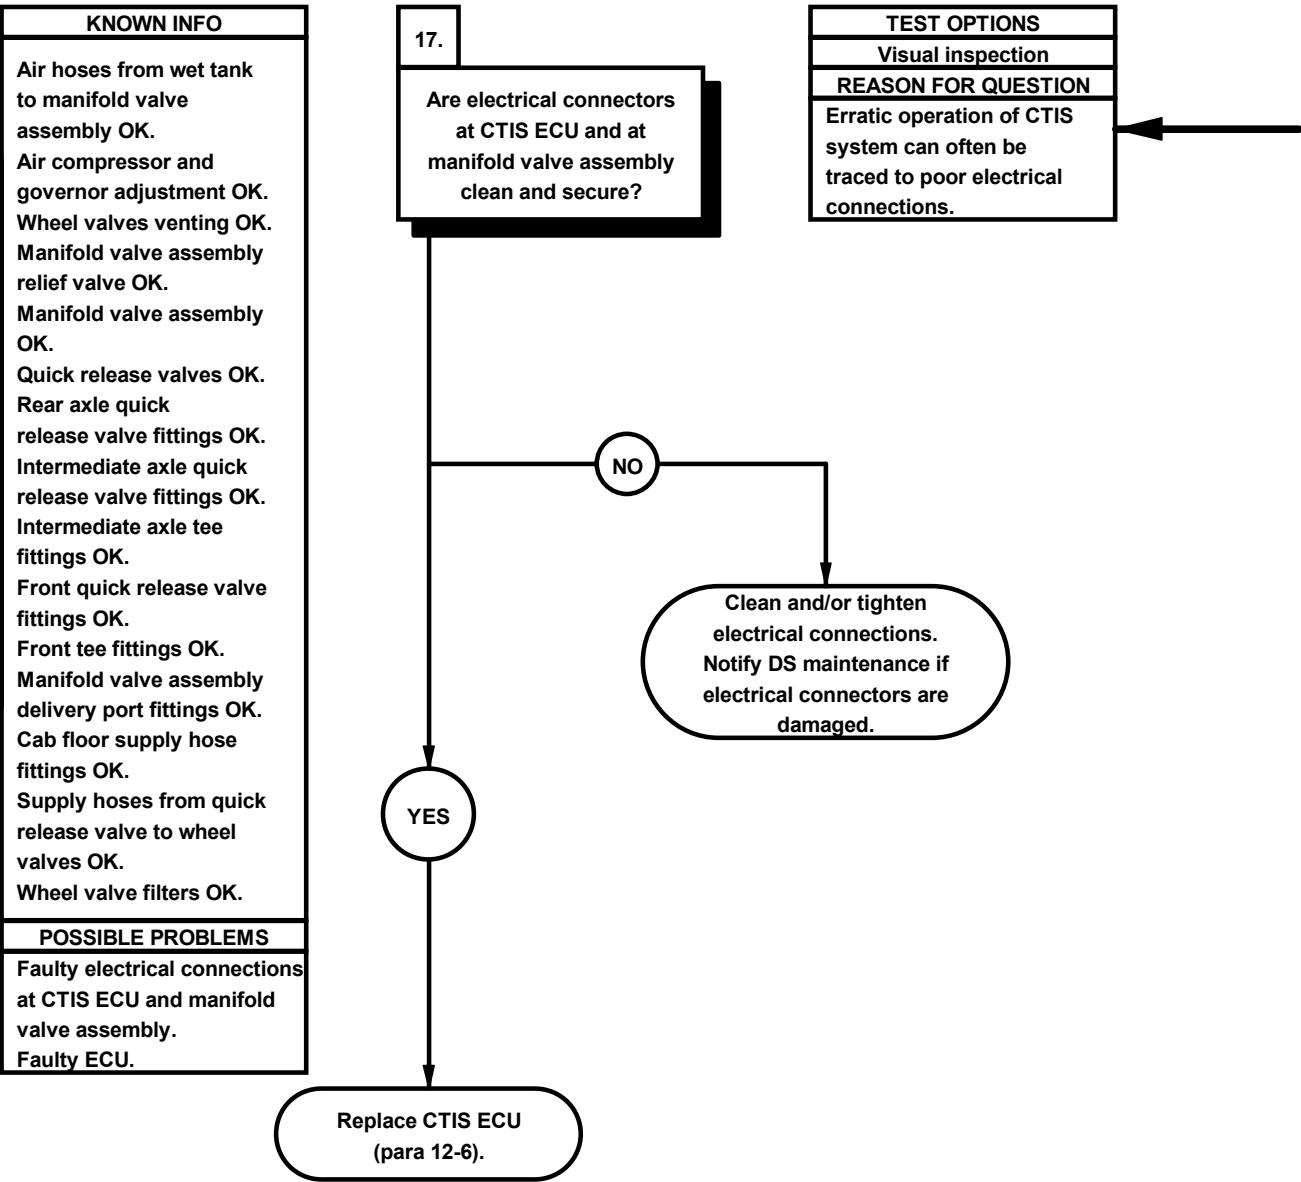 KNOWN INFO
Air hoses from wet tank
to manifold valve
assembly OK.
Air compressor and
governor adjustment OK.
Wheel valves venting OK.
Manifold valve assembly
relief valve OK.
Manifold valve assembly
OK.
Quick release valves OK.
Rear axle quick
release valve fittings OK.
Intermediate axle quick
release valve fittings OK.
Intermediate axle tee
fittings OK.
Front quick release valve
fittings OK.
Front tee fittings OK.
Manifold valve assembly
delivery port fittings OK.
Cab floor supply hose
fittings OK.
Supply hoses from quick
release valve to wheel
valves OK.
Wheel valve filters OK.
POSSIBLE PROBLEMS
Faulty electrical connections
at CTIS ECU and manifold
valve assembly.
Faulty ECU.
17.
Are electrical connectors
at CTIS ECU and at
manifold valve assembly
clean and secure?
TEST OPTIONS
Visual inspection
REASON FOR QUESTION
Erratic operation of CTIS
system can often be
traced to poor electrical
connections.
NO
Clean and/or tighten
electrical connections.
Notify DS maintenance if
electrical connectors are
damaged.
YES
Replace CTIS ECU
(para 12-6).